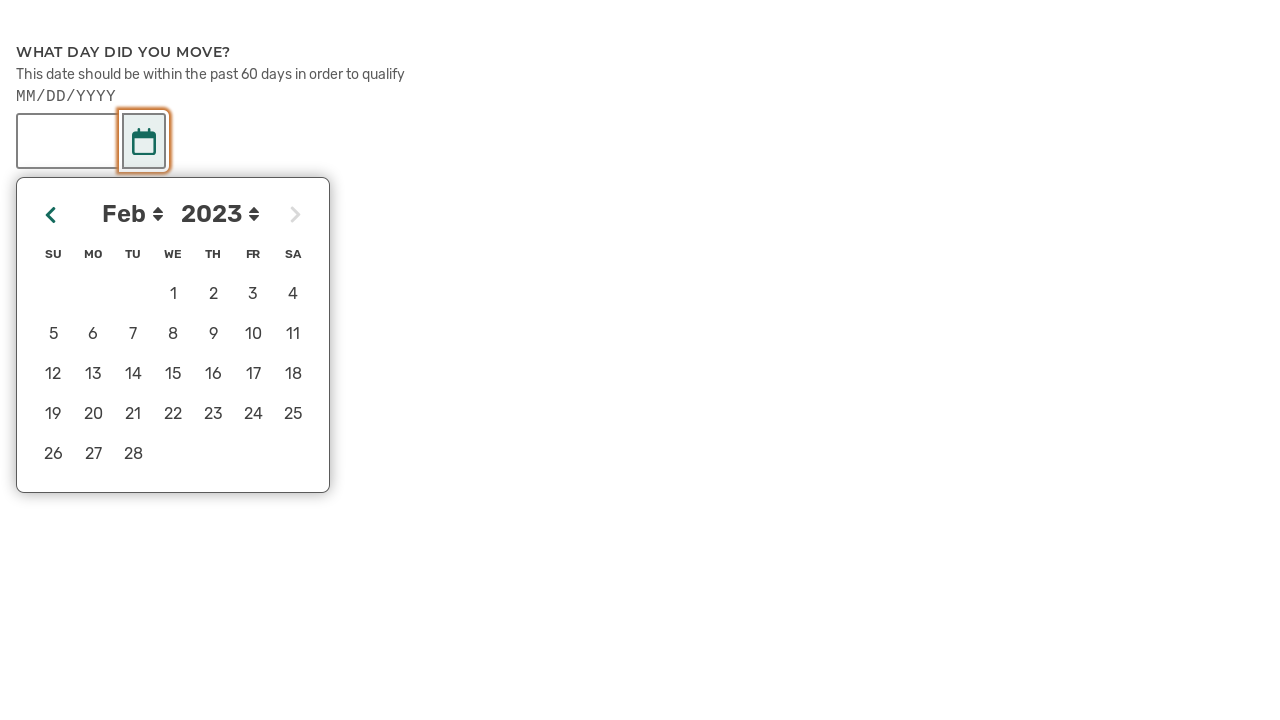 WHAT DAY DID YOU MOVE?
This date should be within the past 60 days in order to qualify
MM/DD/YYYY
Feb 2023
SU MO TU WE TH FR SA
1 2 3 4
5 6 7 8 9 10 11
12 13 14 15 16 17 18
19 20 21 22 23 24 25
26 27 28